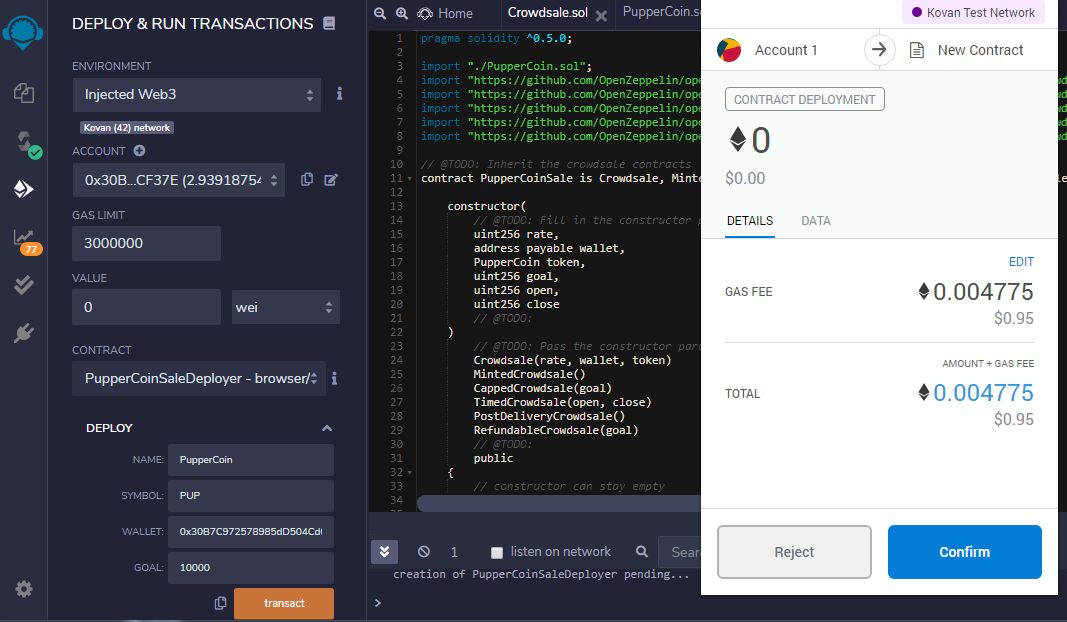 DEPLOY & RUN TRANSACTIONS
ENVIRONMENT
Injected Web3
Kovan (42) network
ACCOUNT
0x30B...CF37E (2.93918754
GAS LIMIT
3000000
VALUE
0
wei
CONTRACT
PupperCoinSaleDeployer - browser/
DEPLOY
NAME:
PupperCoin
SYMBOL:
PUP
WALLET:
0x30B7C972578985dD504Cd
GOAL:
10000
transact
77
Home
Crowdsale.sol
PupperCoin.s
1 pragma solidity ^0.5.0;
2
3 import "./PupperCoin.sol";
4 import "https://github.com/OpenZeppelin/ope
5 import "https://github.com/OpenZeppelin/ope
6 import "https://github.com/OpenZeppelin/ope
7 import "https://github.com/OpenZeppelin/ope
8 import "https://github.com/OpenZeppelin/ope
9
10 // @TODO: Inherit the crowdsale contracts
11 contract PupperCoinSale is Crowdsale, Minte
12
13 constructor(
14 // @TODO: Fill in the constructor p
15 uint256 rate,
16 address payable wallet,
17 PupperCoin token,
18 uint256 goal,
19 uint256 open,
20 uint256 close
21 // @TODO:
22 )
23 // @TODO: Pass the constructor para
24 Crowdsale(rate, wallet, token)
25 MintedCrowdsale()
26 CappedCrowdsale(goal)
27 TimedCrowdsale(open, close)
28 PostDeliveryCrowdsale()
29 RefundableCrowdsale(goal)
30 // @TODO:
31 public
32 {
33 // constructor can stay empty
34
1
listen on network
Sear
creation of PupperCoinSaleDeployer pending...
>
Kovan Test Network
Account 1
New Contract
CONTRACT DEPLOYMENT
0
$0.00
DETAILS
DATA
EDIT
GAS FEE
0.004775
$0.95
AMOUNT + GAS FEE
TOTAL
0.004775
$0.95
Reject
Confirm